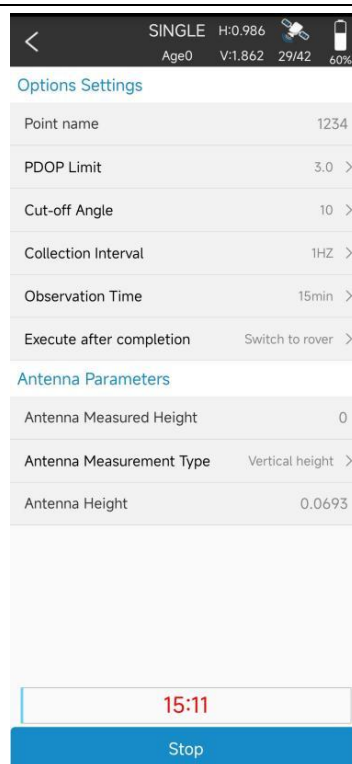 SINGLE H:0.986
Age0 V:1.862 29/42 60%
Options Settings
Point name 1234
PDOP Limit 3.0
Cut-off Angle 10
Collection Interval 1HZ
Observation Time 15min
Execute after completion Switch to rover
Antenna Parameters
Antenna Measured Height 0
Antenna Measurement Type Vertical height
Antenna Height 0.0693
15:11
Stop